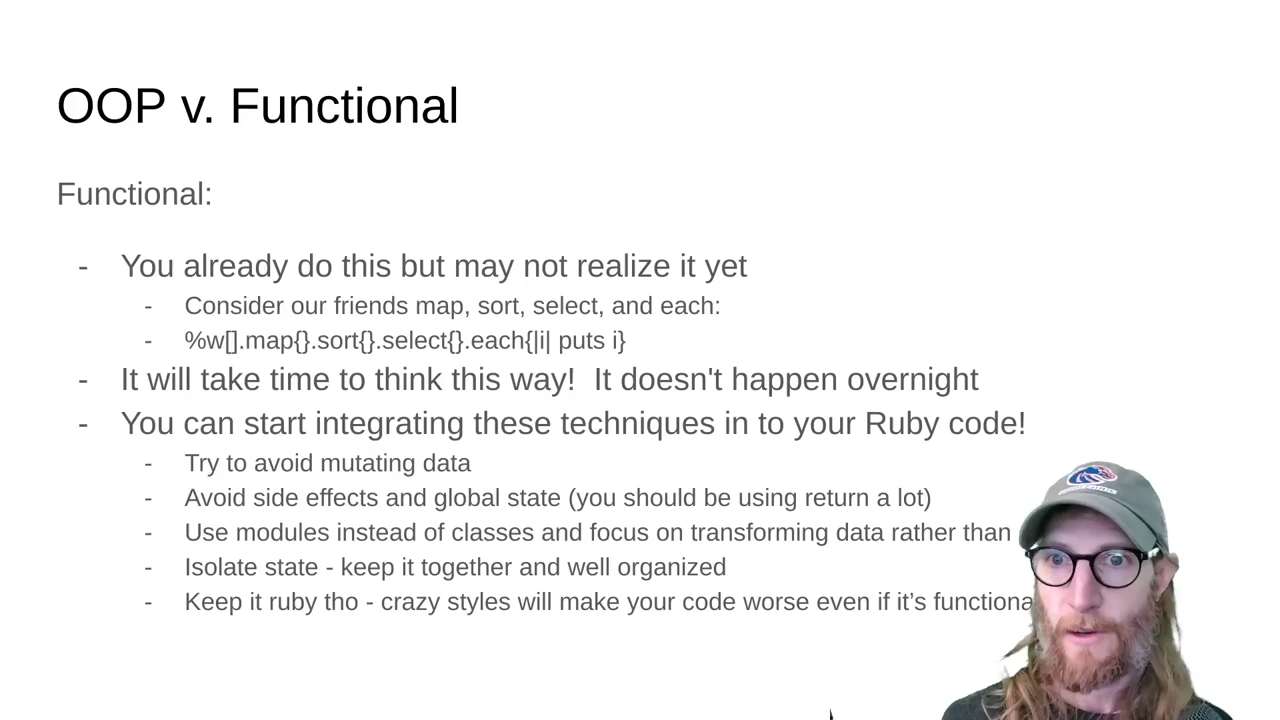 OOP v. Functional
Functional:
- You already do this but may not realize it yet
- Consider our friends map, sort, select, and each:
- %w[].map{}.sort{}.select{}.each{|i| puts i}
- It will take time to think this way!  It doesn't happen overnight
- You can start integrating these techniques in to your Ruby code!
- Try to avoid mutating data
- Avoid side effects and global state (you should be using return a lot)
- Use modules instead of classes and focus on transforming data rather than
- Isolate state - keep it together and well organized
- Keep it ruby tho - crazy styles will make your code worse even if it’s functiona